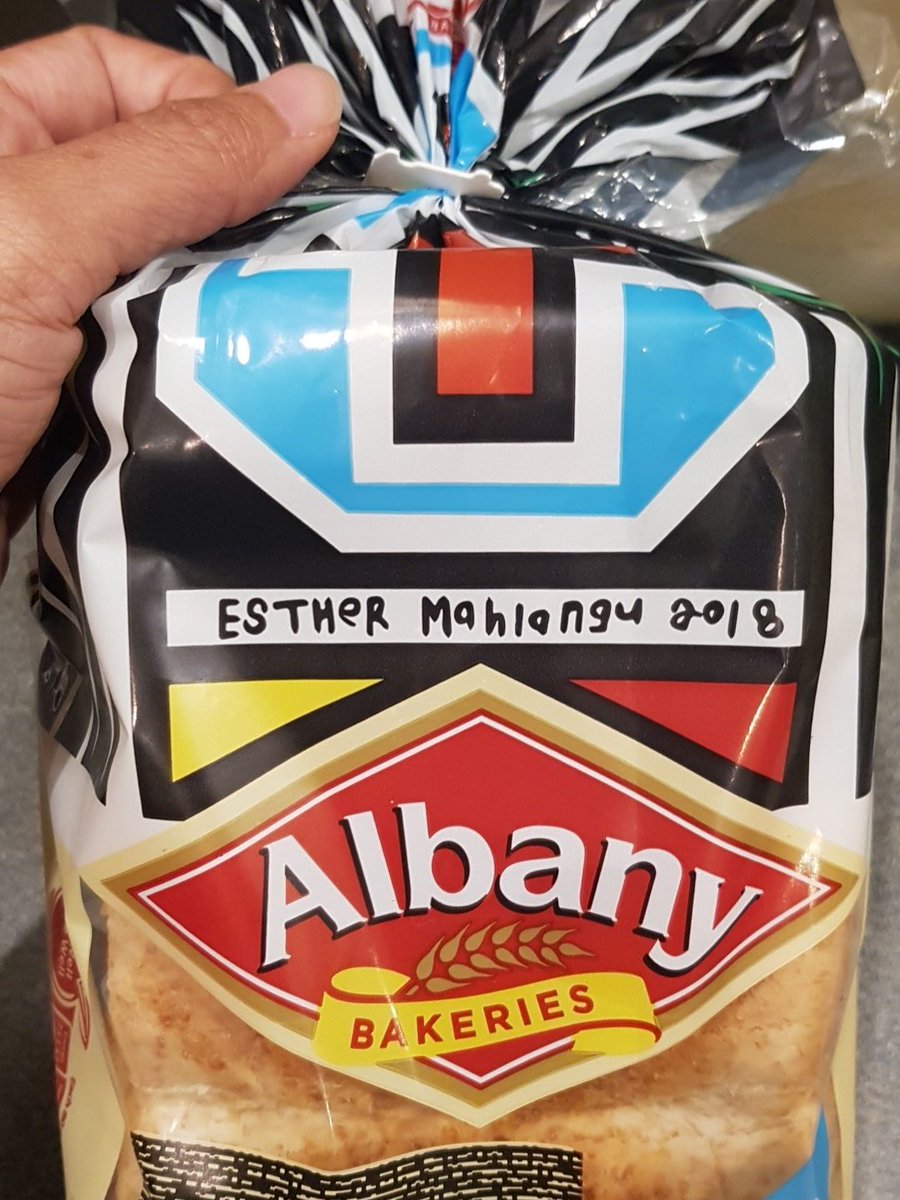 ESTHER Mahlangu 2018
Albany
BAKERIES